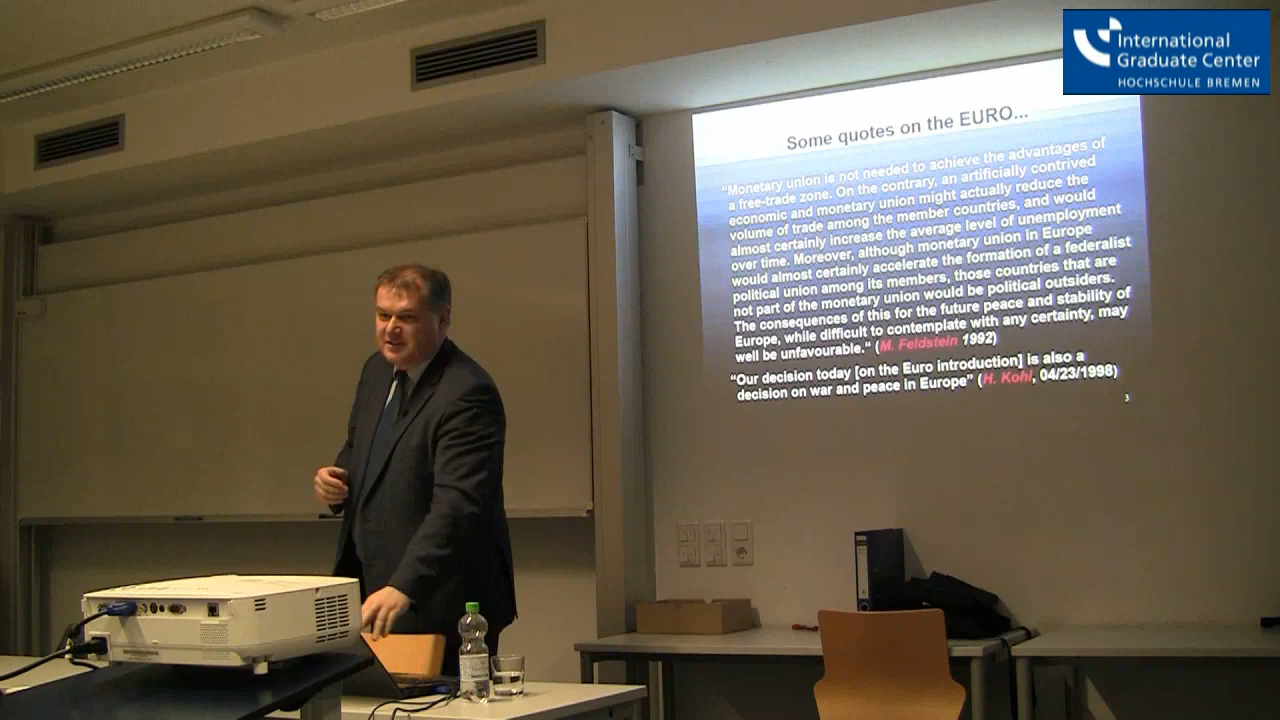 International
Graduate Center
HOCHSCHULE BREMEN
Some quotes on the EURO...
"Monetary union is not needed to achieve the advantages of
a free-trade zone. On the contrary, an artificially contrived
economic and monetary union might actually reduce the
volume of trade among the member countries, and would
almost certainly increase the average level of unemployment
over time. Moreover, although monetary union in Europe
would almost certainly accelerate the formation of a federalist
political union among its members, those countries that are
not part of the monetary union would be political outsiders.
The consequences of this for the future peace and stability of
Europe, while difficult to contemplate with any certainty, may
well be unfavourable." (M. Feldstein 1992)
"Our decision today [on the Euro introduction] is also a
decision on war and peace in Europe" (H. Kohl, 04/23/1998)
3